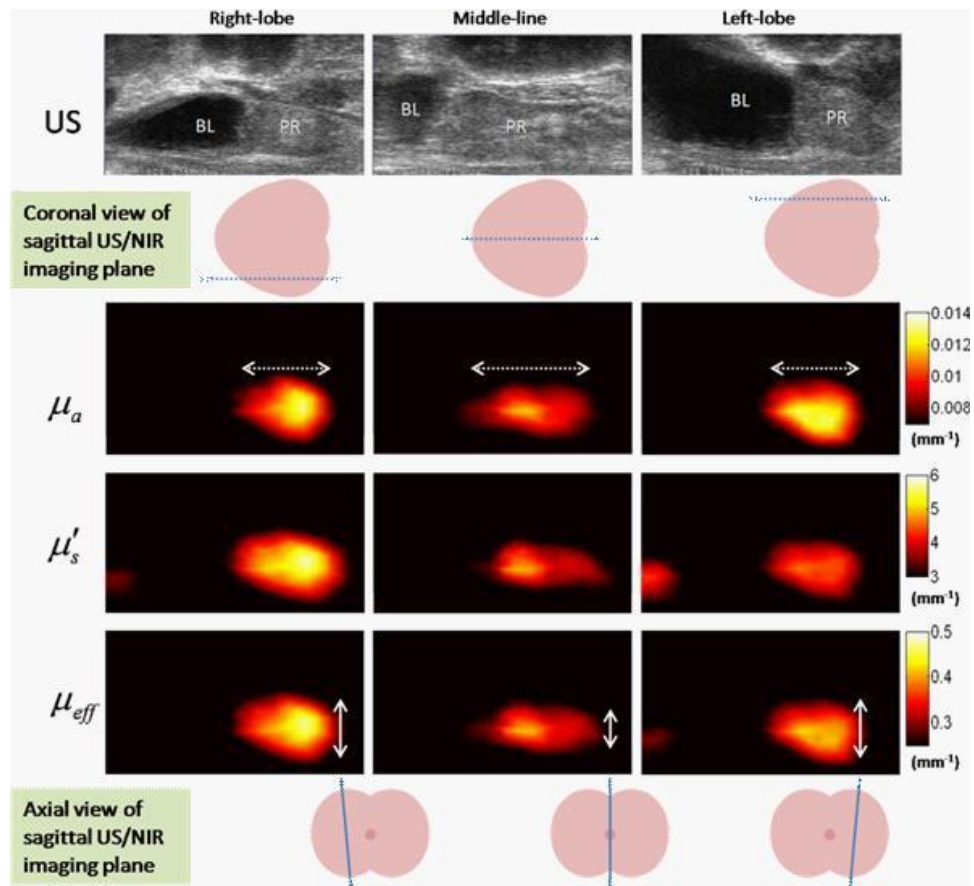 Right-lobe Middle-line Left-lobe
US
BL PR BL PR BL PR
Coronal view of
sagittal US/NIR
imaging plane
μa
0.014
0.012
0.01
0.008
(mm-1)
μ's
6
5
4
3
(mm-1)
μeff
0.5
0.4
0.3
(mm-1)
Axial view of
sagittal US/NIR
imaging plane